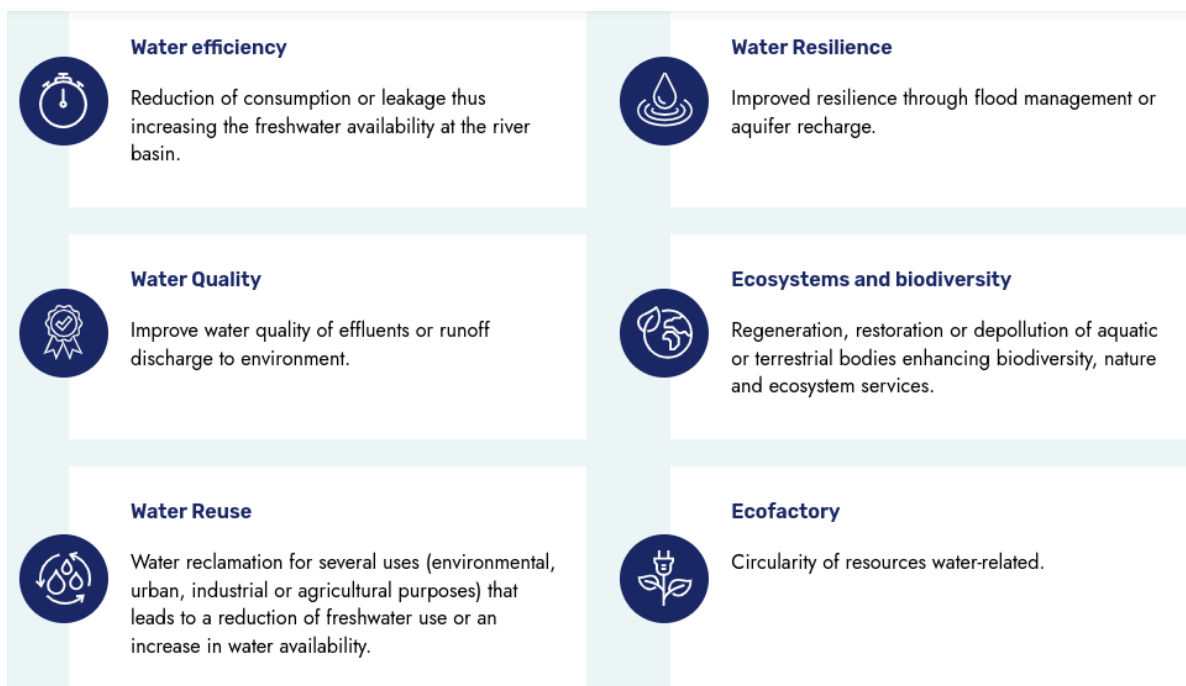 Water efficiency
Reduction of consumption or leakage thus
increasing the freshwater availability at the river
basin.
Water Resilience
Improved resilience through flood management or
aquifer recharge.
Water Quality
Improve water quality of effluents or runoff
discharge to environment.
Ecosystems and biodiversity
Regeneration, restoration or depollution of aquatic
or terrestrial bodies enhancing biodiversity, nature
and ecosystem services.
Water Reuse
Water reclamation for several uses (environmental,
urban, industrial or agricultural purposes) that
leads to a reduction of freshwater use or an
increase in water availability.
Ecofactory
Circularity of resources water-related.